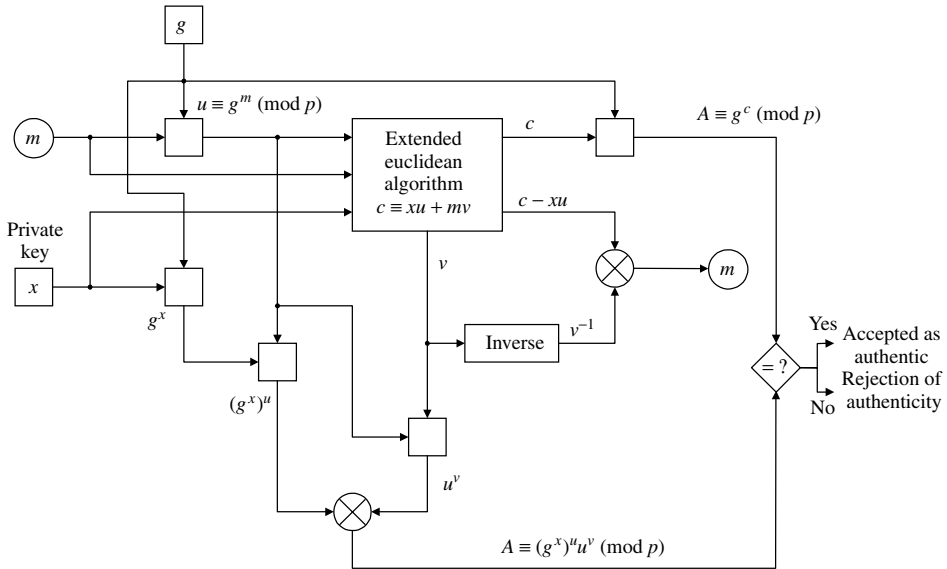 g
u ≡ g^m (mod p)
m
Extended
euclidean
algorithm
c ≡ xu + mv
c
A ≡ g^c (mod p)
c − xu
Private
key
x
v
m
g^x
Inverse
v^−1
(g^x)^u
= ?
Yes
No
Accepted as
authentic
Rejection of
authenticity
u^v
A ≡ (g^x)^u u^v (mod p)